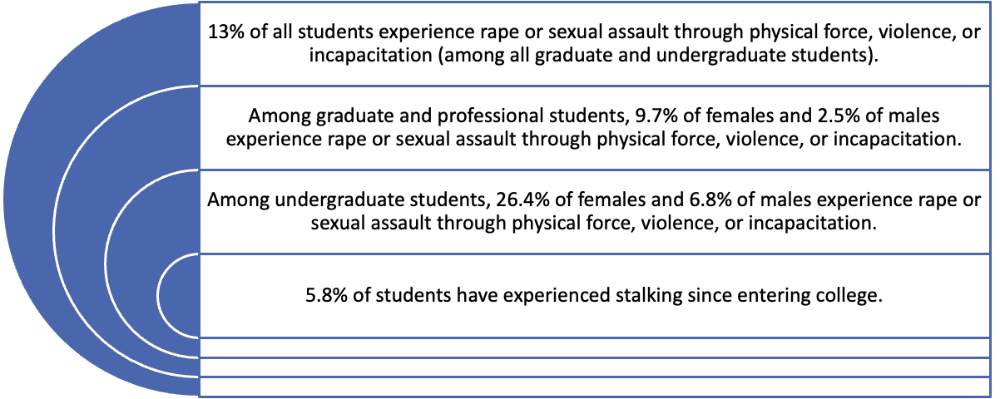 13% of all students experience rape or sexual assault through physical force, violence, or
incapacitation (among all graduate and undergraduate students).
Among graduate and professional students, 9.7% of females and 2.5% of males
experience rape or sexual assault through physical force, violence, or incapacitation.
Among undergraduate students, 26.4% of females and 6.8% of males experience rape or
sexual assault through physical force, violence, or incapacitation.
5.8% of students have experienced stalking since entering college.